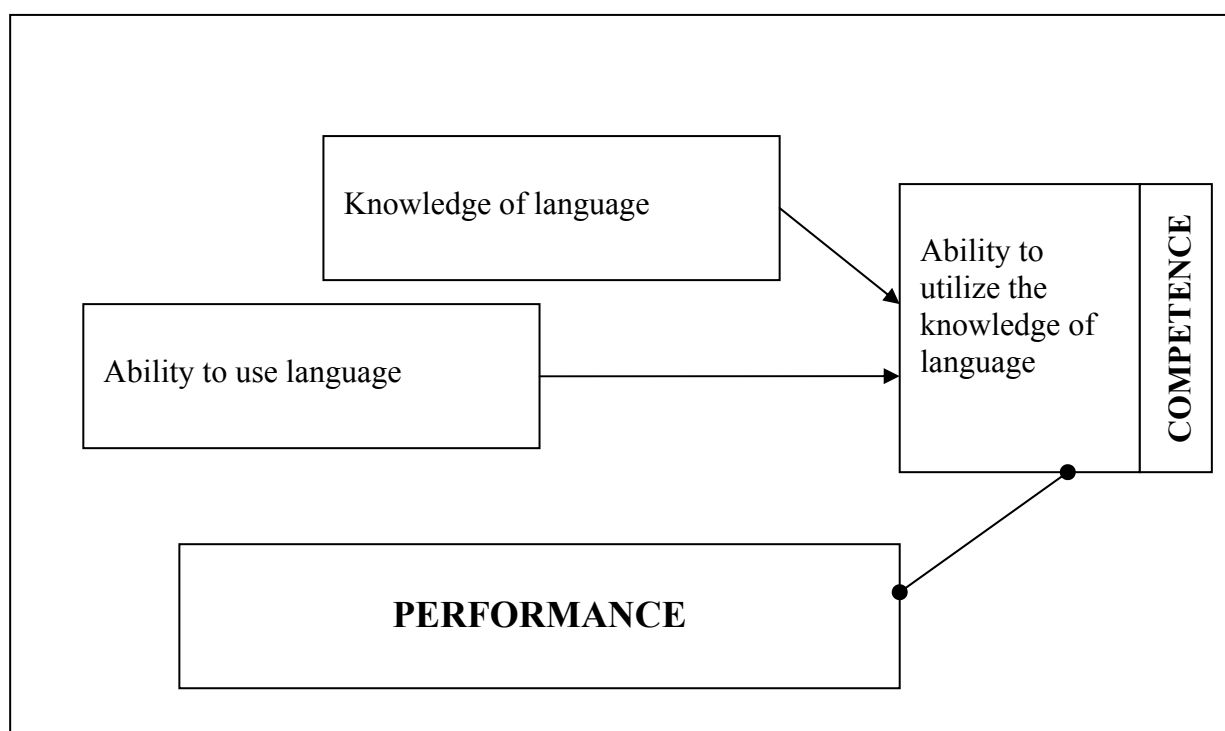 Knowledge of language
Ability to utilize the
knowledge of
language
COMPETENCE
Ability to use language
PERFORMANCE